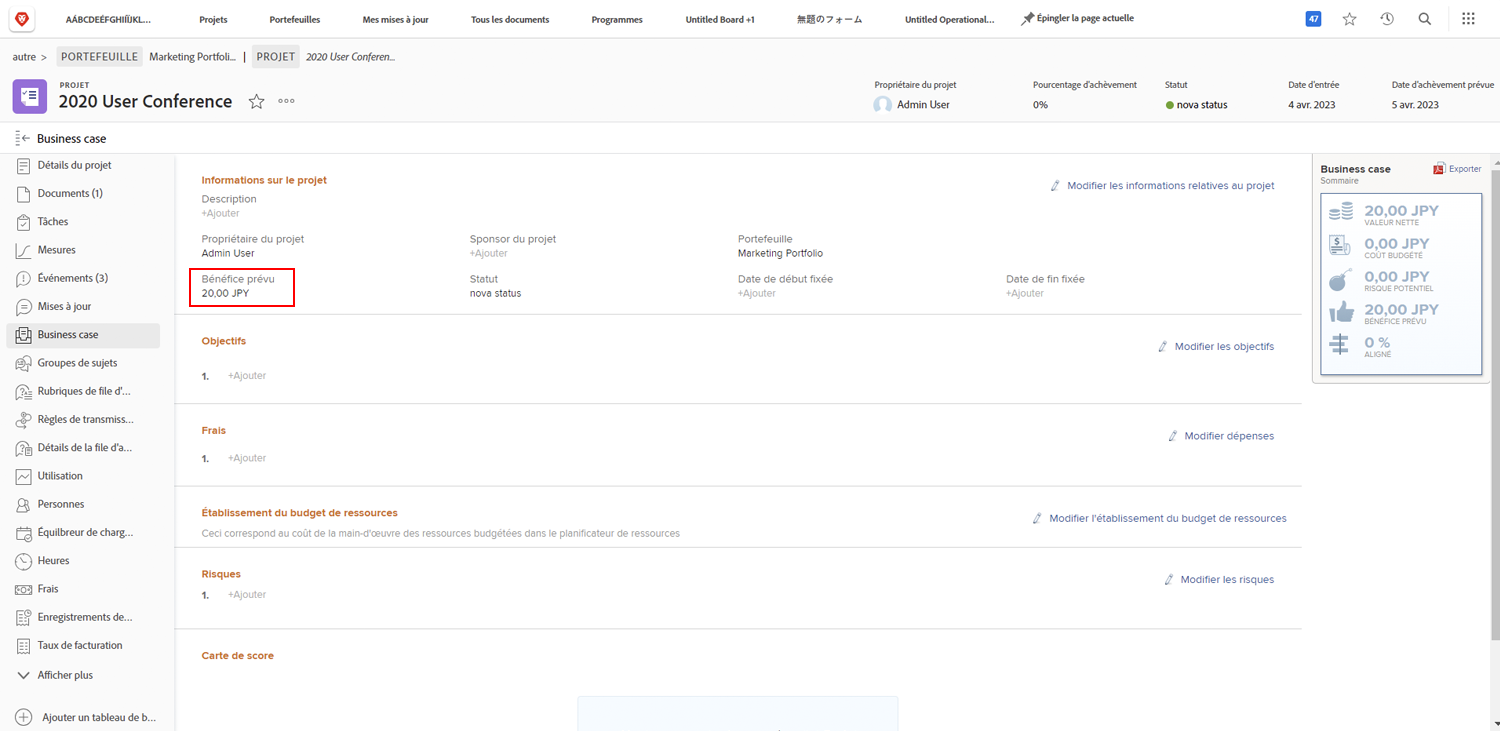 AÁBCDEÉFGHIÍÏJKL...
Projets
Portefeuilles
Mes mises à jour
Tous les documents
Programmes
Untitled Board +1
無題のフォーム
Untitled Operational...
Épingler la page actuelle
47
autre >
PORTEFEUILLE
Marketing Portfoli...
|
PROJET
2020 User Conferen...
PROJET
2020 User Conference
Propriétaire du projet
Admin User
Pourcentage d'achèvement
0%
Statut
nova status
Date d'entrée
4 avr. 2023
Date d'achèvement prévue
5 avr. 2023
Business case
Détails du projet
Documents (1)
Tâches
Mesures
Événements (3)
Mises à jour
Business case
Groupes de sujets
Rubriques de file d'...
Règles de transmiss...
Détails de la file d'a...
Utilisation
Personnes
Équilbreur de charg...
Heures
Frais
Enregistrements de...
Taux de facturation
Afficher plus
Ajouter un tableau de b...
Informations sur le projet
Modifier les informations relatives au projet
Description
+Ajouter
Propriétaire du projet
Admin User
Sponsor du projet
+Ajouter
Portefeuille
Marketing Portfolio
Bénéfice prévu
20,00 JPY
Statut
nova status
Date de début fixée
+Ajouter
Date de fin fixée
+Ajouter
Objectifs
Modifier les objectifs
1. +Ajouter
Frais
Modifier dépenses
1. +Ajouter
Établissement du budget de ressources
Modifier l'établissement du budget de ressources
Ceci correspond au coût de la main-d'œuvre des ressources budgétées dans le planificateur de ressources
Risques
Modifier les risques
1. +Ajouter
Carte de score
Business case
Exporter
Sommaire
20,00 JPY
VALEUR NETTE
0,00 JPY
COÛT BUDGÉTÉ
0,00 JPY
RISQUE POTENTIEL
20,00 JPY
BÉNÉFICE PRÉVU
0 %
ALIGNÉ